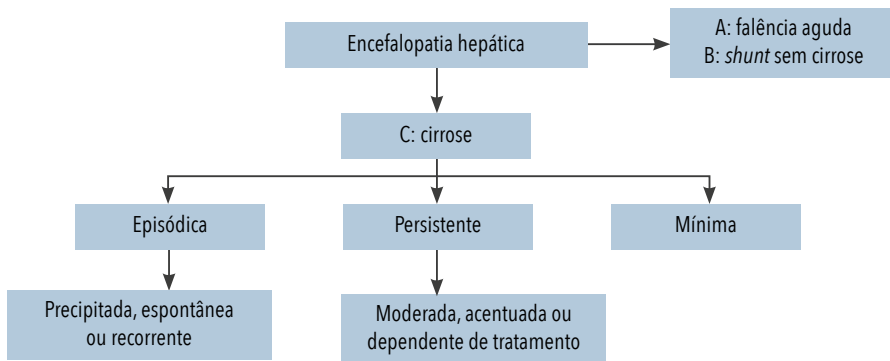 Encefalopatia hepática
A: falência aguda
B: shunt sem cirrose
C: cirrose
Episódica
Persistente
Mínima
Precipitada, espontânea
ou recorrente
Moderada, acentuada ou
dependente de tratamento